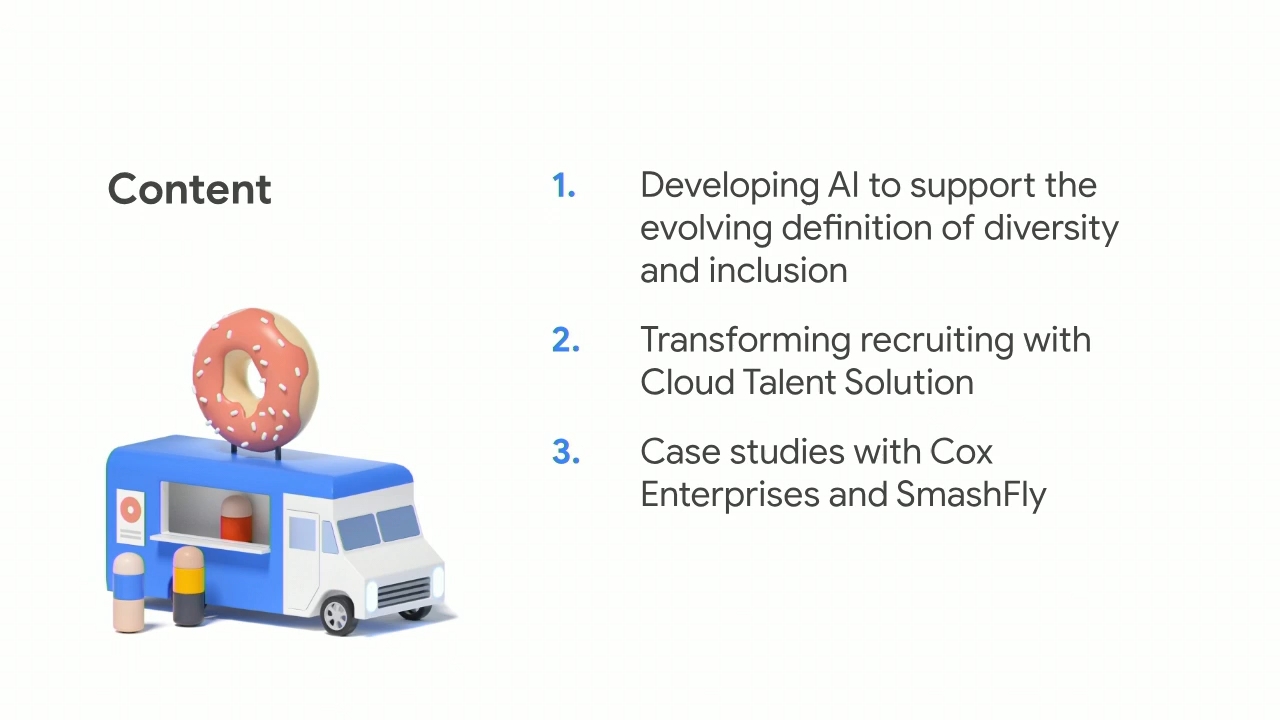 Content
1. Developing AI to support the
evolving definition of diversity
and inclusion
2. Transforming recruiting with
Cloud Talent Solution
3. Case studies with Cox
Enterprises and SmashFly